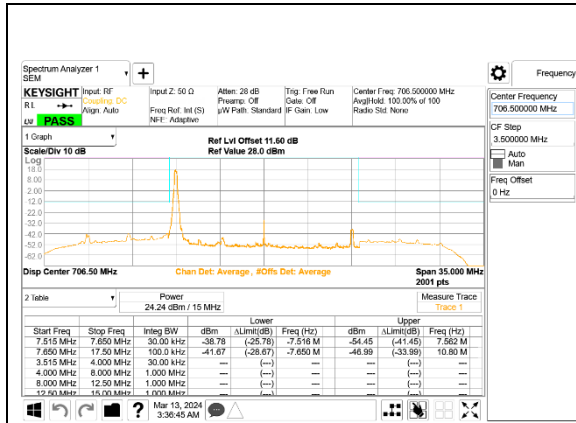 Spectrum Analyzer 1
SEM
Frequency
KEYSIGHT Input: RF Input Z: 50 Ω Atten: 28 dB Trig: Free Run Center Freq: 706.500000 MHz
RL Coupling: DC Preamp: Off Gate: Off Avg|Hold: 100.00% of 100
Align: Auto Freq Ref: Int (S) µW Path: Standard IF Gain: Low Radio Std: None
PASS NFE: Adaptive
Center Frequency
706.500000 MHz
CF Step
3.500000 MHz
Auto
Man
Freq Offset
0 Hz
1 Graph
Ref Lvl Offset 11.60 dB
Scale/Div 10 dB Ref Value 28.0 dBm
Log
18.0
8.00
2.00
-12.0
-22.0
-32.0
-42.0
-52.0
-62.0
Disp Center 706.50 MHz Chan Det: Average, #Offs Det: Average Span 35.000 MHz
2001 pts
2 Table Power Measure Trace
24.24 dBm / 15 MHz Trace 1
Lower Upper
Start Freq Stop Freq Integ BW dBm ΔLimit(dB) Freq (Hz) dBm ΔLimit(dB) Freq (Hz)
7.515 MHz 7.650 MHz 30.00 kHz -38.78 (-25.78) -7.516 M -54.45 (-41.45) 7.562 M
7.650 MHz 17.50 MHz 100.0 kHz -41.67 (-28.67) -7.650 M -46.99 (-33.99) 10.80 M
3.515 MHz 4.000 MHz 30.00 kHz --- (---) --- --- (---) ---
4.000 MHz 8.000 MHz 1.000 MHz --- (---) --- --- (---) ---
8.000 MHz 12.50 MHz 1.000 MHz --- (---) --- --- (---) ---
12.50 MHz 15.00 MHz 1.000 MHz --- (---) --- --- (---) ---
Mar 13, 2024
3:36:45 AM